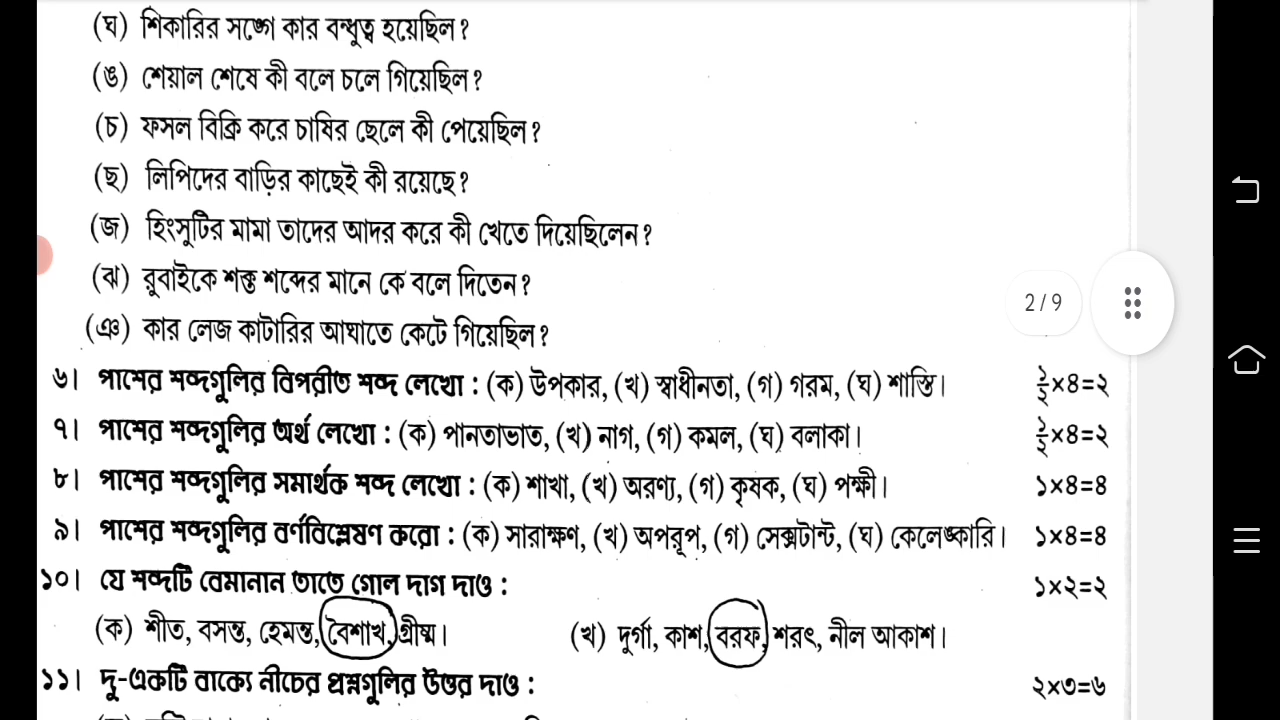 (ঘ) শিকারির সঙ্গে কার বন্ধুত্ব হয়েছিল?
(ঙ) শেয়াল শেষে কী বলে চলে গিয়েছিল?
(চ) ফসল বিক্রি করে চাষির ছেলে কী পেয়েছিল?
(ছ) লিপিদের বাড়ির কাছেই কী রয়েছে?
(জ) হিংসুটির মামা তাদের আদর করে কী খেতে দিয়েছিলেন?
(ঝ) রুবাইকে শক্ত শব্দের মানে কে বলে দিতেন?
2/9
(ঞ) কার লেজ কাটারির আঘাতে কেটে গিয়েছিল?
৬। পাশের শব্দগুলির বিপরীত শব্দ লেখো : (ক) উপকার, (খ) স্বাধীনতা, (গ) গরম, (ঘ) শাস্তি। ১/২×৪=২
৭। পাশের শব্দগুলির অর্থ লেখো : (ক) পানতাভাত, (খ) নাগ, (গ) কমল, (ঘ) বলাকা। ১/২×৪=২
৮। পাশের শব্দগুলির সমার্থক শব্দ লেখো : (ক) শাখা, (খ) অরণ্য, (গ) কৃষক, (ঘ) পক্ষী। ১×৪=৪
৯। পাশের শব্দগুলির বর্ণবিশ্লেষণ করো : (ক) সারাক্ষণ, (খ) অপরূপ, (গ) সেক্সটান্ট, (ঘ) কেলেঙ্কারি। ১×৪=৪
১০। যে শব্দটি বেমানান তাতে গোল দাগ দাও : ১×২=২
(ক) শীত, বসন্ত, হেমন্ত, বৈশাখ, গ্রীষ্ম। (খ) দুর্গা, কাশ, বরফ, শরৎ, নীল আকাশ।
১১। দু-একটি বাক্যে নীচের প্রশ্নগুলির উত্তর দাও : ২×৩=৬